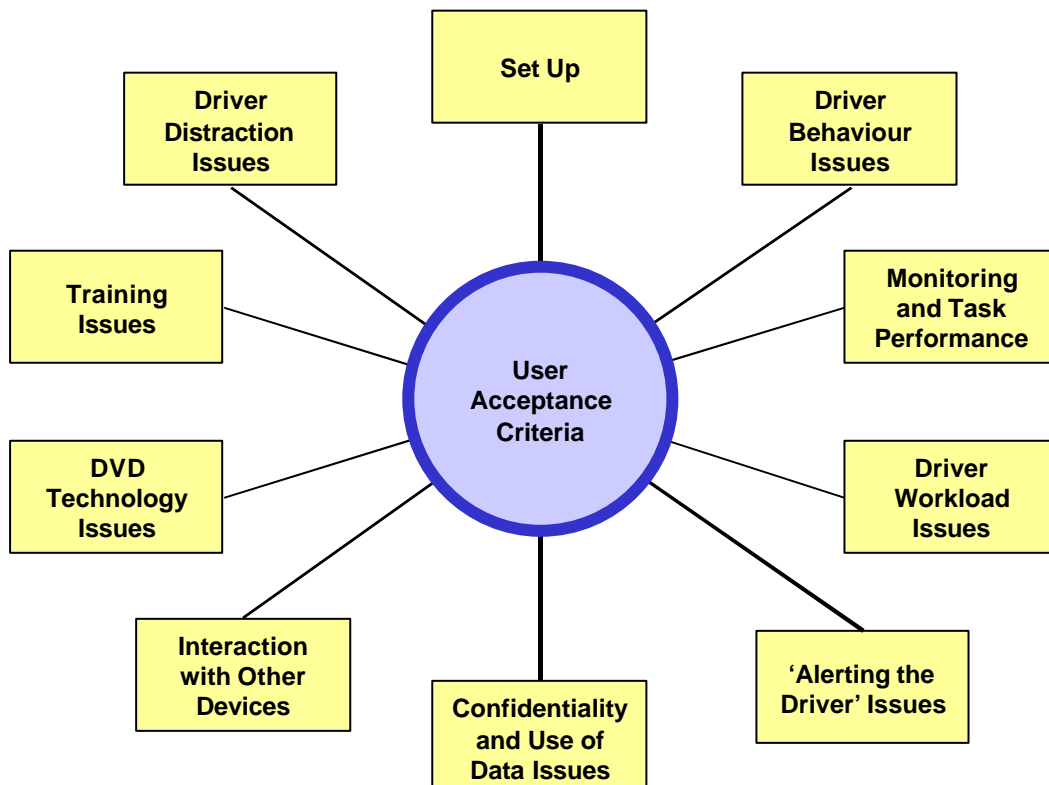 Set Up
Driver
Distraction
Issues
Driver
Behaviour
Issues
Training
Issues
Monitoring
and Task
Performance
User
Acceptance
Criteria
DVD
Technology
Issues
Driver
Workload
Issues
Interaction
with Other
Devices
‘Alerting the
Driver’ Issues
Confidentiality
and Use of
Data Issues